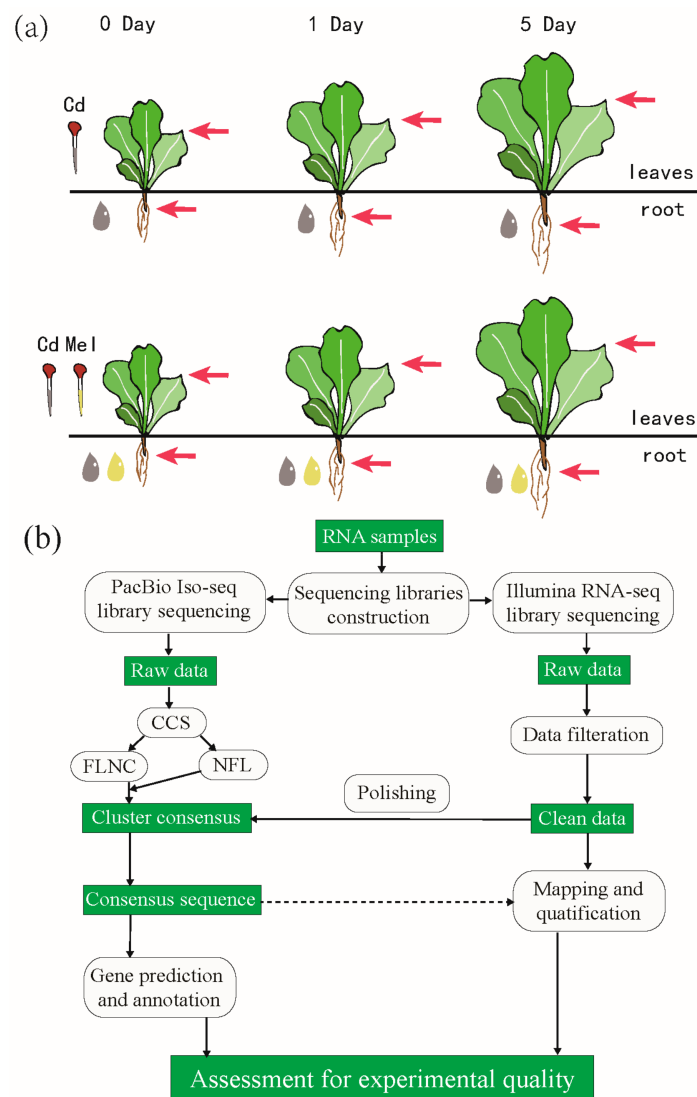 (a)
0 Day
1 Day
5 Day
Cd
leaves
root
Cd Mel
leaves
root
(b)
RNA samples
PacBio Iso-seq
library sequencing
Sequencing libraries
construction
Illumina RNA-seq
library sequencing
Raw data
Raw data
CCS
Data filteration
FLNC
NFL
Polishing
Cluster consensus
Clean data
Consensus sequence
Mapping and
quatification
Gene prediction
and annotation
Assessment for experimental quality